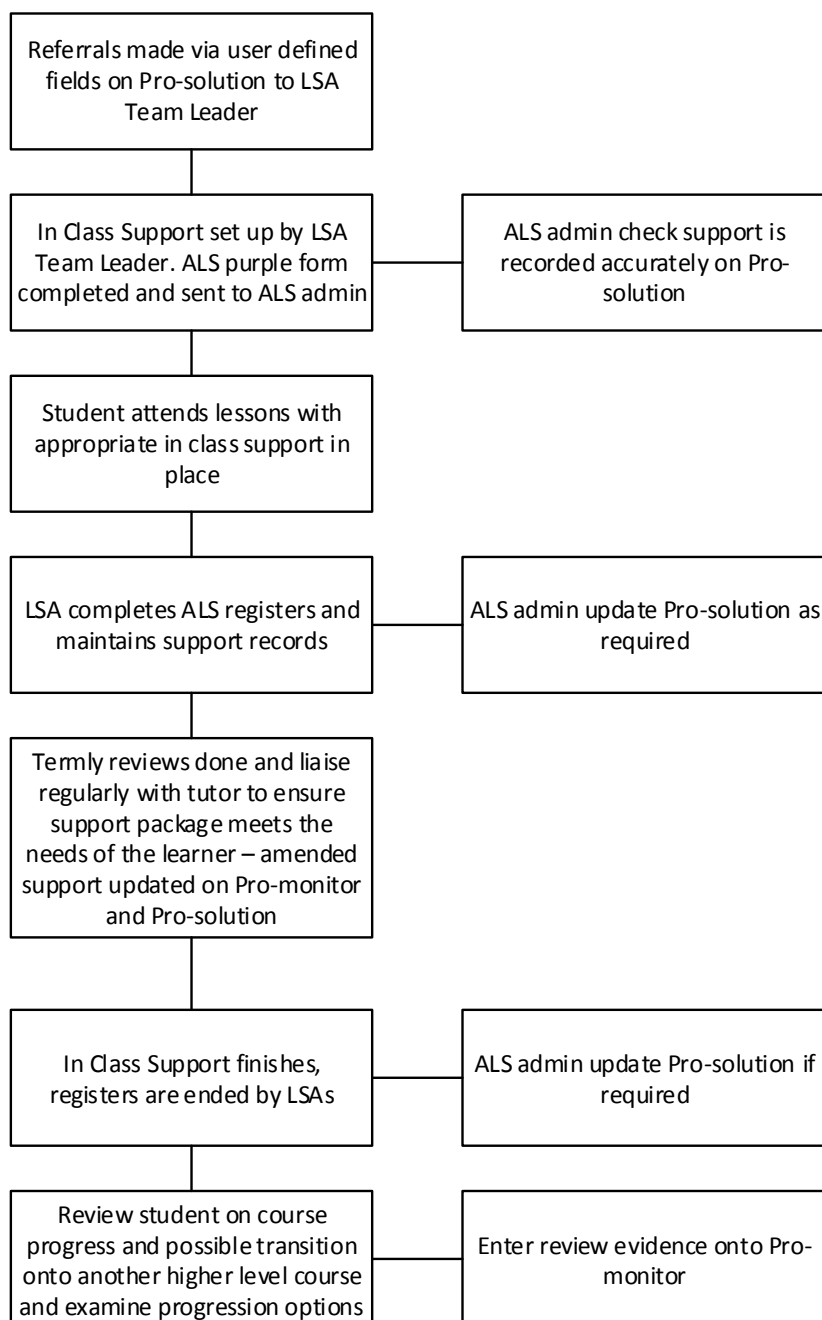 Referrals made via user defined
fields on Pro-solution to LSA
Team Leader
In Class Support set up by LSA
Team Leader. ALS purple form
completed and sent to ALS admin
ALS admin check support is
recorded accurately on Pro-
solution
Student attends lessons with
appropriate in class support in
place
LSA completes ALS registers and
maintains support records
ALS admin update Pro-solution as
required
Termly reviews done and liaise
regularly with tutor to ensure
support package meets the
needs of the learner – amended
support updated on Pro-monitor
and Pro-solution
In Class Support finishes,
registers are ended by LSAs
ALS admin update Pro-solution if
required
Review student on course
progress and possible transition
onto another higher level course
and examine progression options
Enter review evidence onto Pro-
monitor